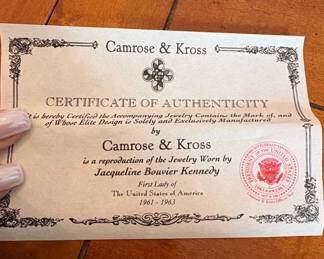 Camrose & Kross
CERTIFICATE OF AUTHENTICITY
It is hereby Certified the Accompanying Jewelry Contains the Mark of, and
of Whose Elite Design is Solely and Exclusively Manufactured
by
Camrose & Kross
is a reproduction of the Jewelry Worn by
Jacqueline Bouvier Kennedy
First Lady of
The United States of America
1961 - 1963